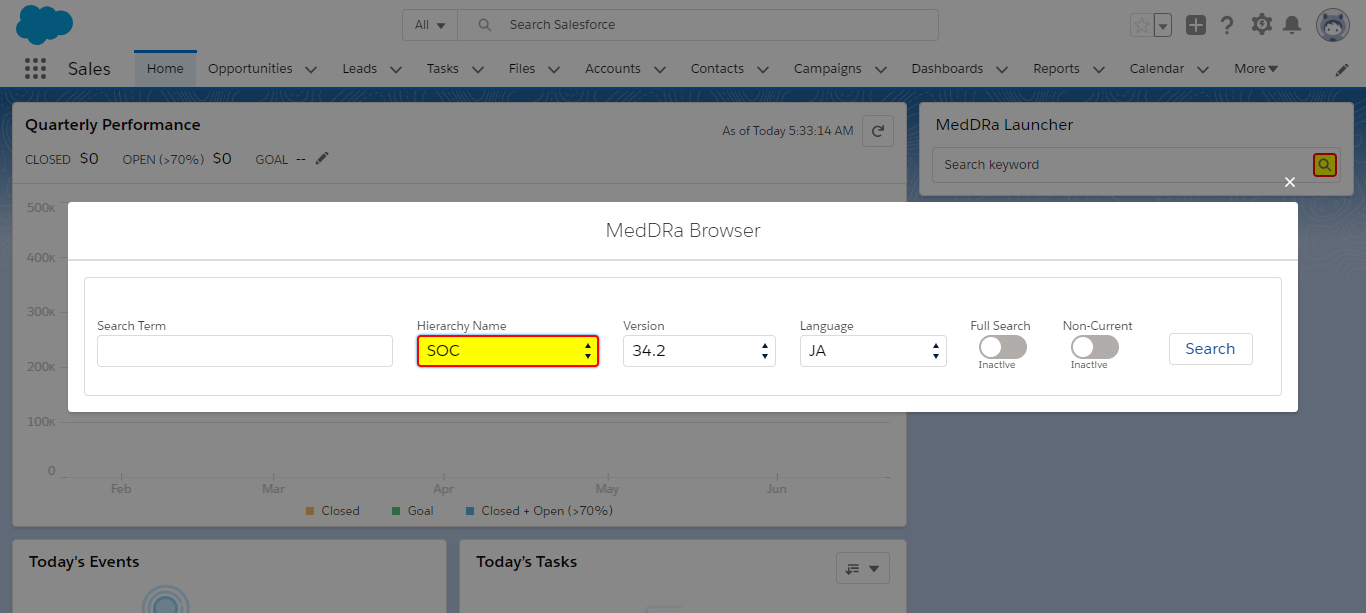 All Search Salesforce
Sales Home Opportunities Leads Tasks Files Accounts Contacts Campaigns Dashboards Reports Calendar More
Quarterly Performance
As of Today 5:33:14 AM
CLOSED $0 OPEN (>70%) $0 GOAL --
MedDRa Launcher
Search keyword
500K
400K
300K
200K
100K
0
MedDRa Browser
Search Term Hierarchy Name Version Language Full Search Non-Current
SOC 34.2 JA Search
Inactive Inactive
Feb Mar Apr May Jun
Closed Goal Closed + Open (>70%)
Today's Events
Today's Tasks